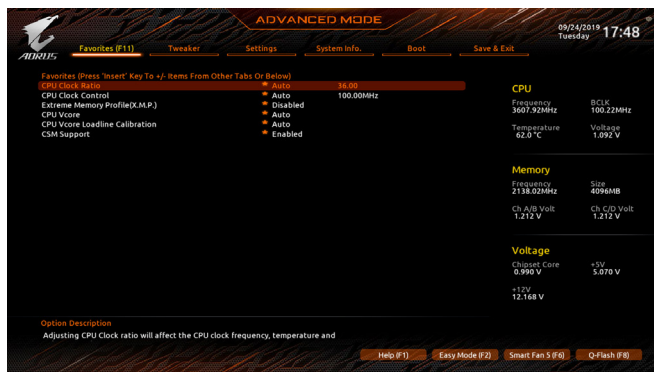 ADVANCED MODE
09/24/2019 Tuesday 17:48
AORUS
Favorites (F11) Tweaker Settings System Info. Boot Save & Exit
Favorites (Press 'Insert' Key To +/- Items From Other Tabs Or Below)
CPU Clock Ratio Auto 36.00
CPU Clock Control Auto 100.00MHz
Extreme Memory Profile(X.M.P.) Disabled
CPU Vcore Auto
CPU Vcore Loadline Calibration Auto
CSM Support Enabled
CPU
Frequency BCLK
3607.92MHz 100.22MHz
Temperature Voltage
62.0 °C 1.092 V
Memory
Frequency Size
2138.02MHz 4096MB
Ch A/B Volt Ch C/D Volt
1.212 V 1.212 V
Voltage
Chipset Core +5V
0.990 V 5.070 V
+12V
12.168 V
Option Description
Adjusting CPU Clock ratio will affect the CPU clock frequency, temperature and
Help (F1) Easy Mode (F2) Smart Fan 5 (F6) Q-Flash (F8)